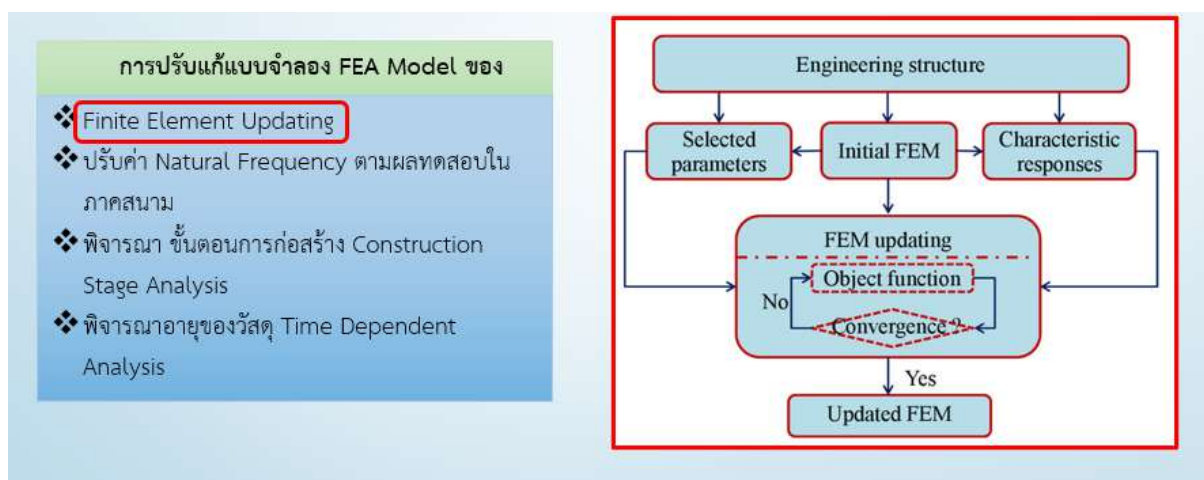 การปรับแก้แบบจำลอง FEA Model ของ
❖ Finite Element Updating
❖ ปรับค่า Natural Frequency ตามผลทดสอบใน
ภาคสนาม
❖ พิจารณา ขั้นตอนการก่อสร้าง Construction
Stage Analysis
❖ พิจารณาอายุของวัสดุ Time Dependent
Analysis
Engineering structure
Selected
parameters
Initial FEM
Characteristic
responses
FEM updating
Object function
No
Convergence ?
Yes
Updated FEM